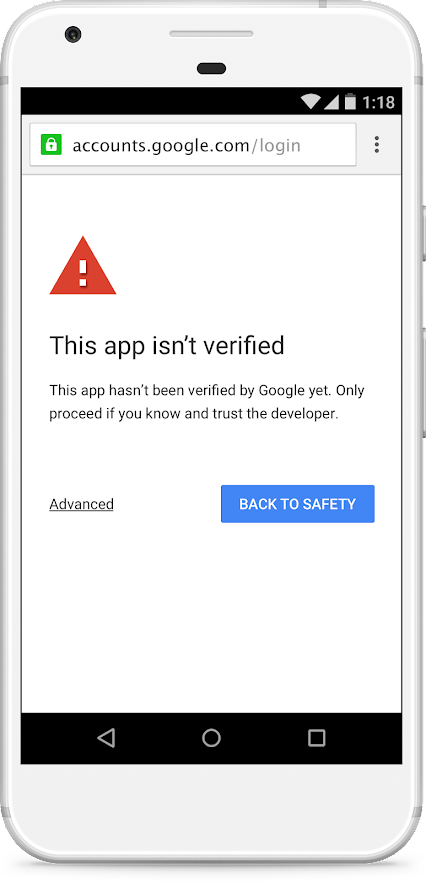 1:18
accounts.google.com/login
This app isn’t verified
This app hasn’t been verified by Google yet. Only
proceed if you know and trust the developer.
Advanced
BACK TO SAFETY